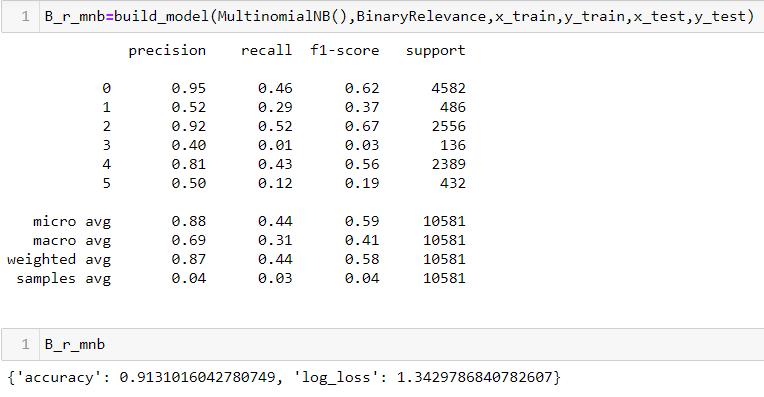 1 B_r_mnb=build_model(MultinomialNB(),BinaryRelevance,x_train,y_train,x_test,y_test)
precision recall f1-score support
0 0.95 0.46 0.62 4582
1 0.52 0.29 0.37 486
2 0.92 0.52 0.67 2556
3 0.40 0.01 0.03 136
4 0.81 0.43 0.56 2389
5 0.50 0.12 0.19 432
micro avg 0.88 0.44 0.59 10581
macro avg 0.69 0.31 0.41 10581
weighted avg 0.87 0.44 0.58 10581
samples avg 0.04 0.03 0.04 10581
1 B_r_mnb
{'accuracy': 0.9131016042780749, 'log_loss': 1.3429786840782607}